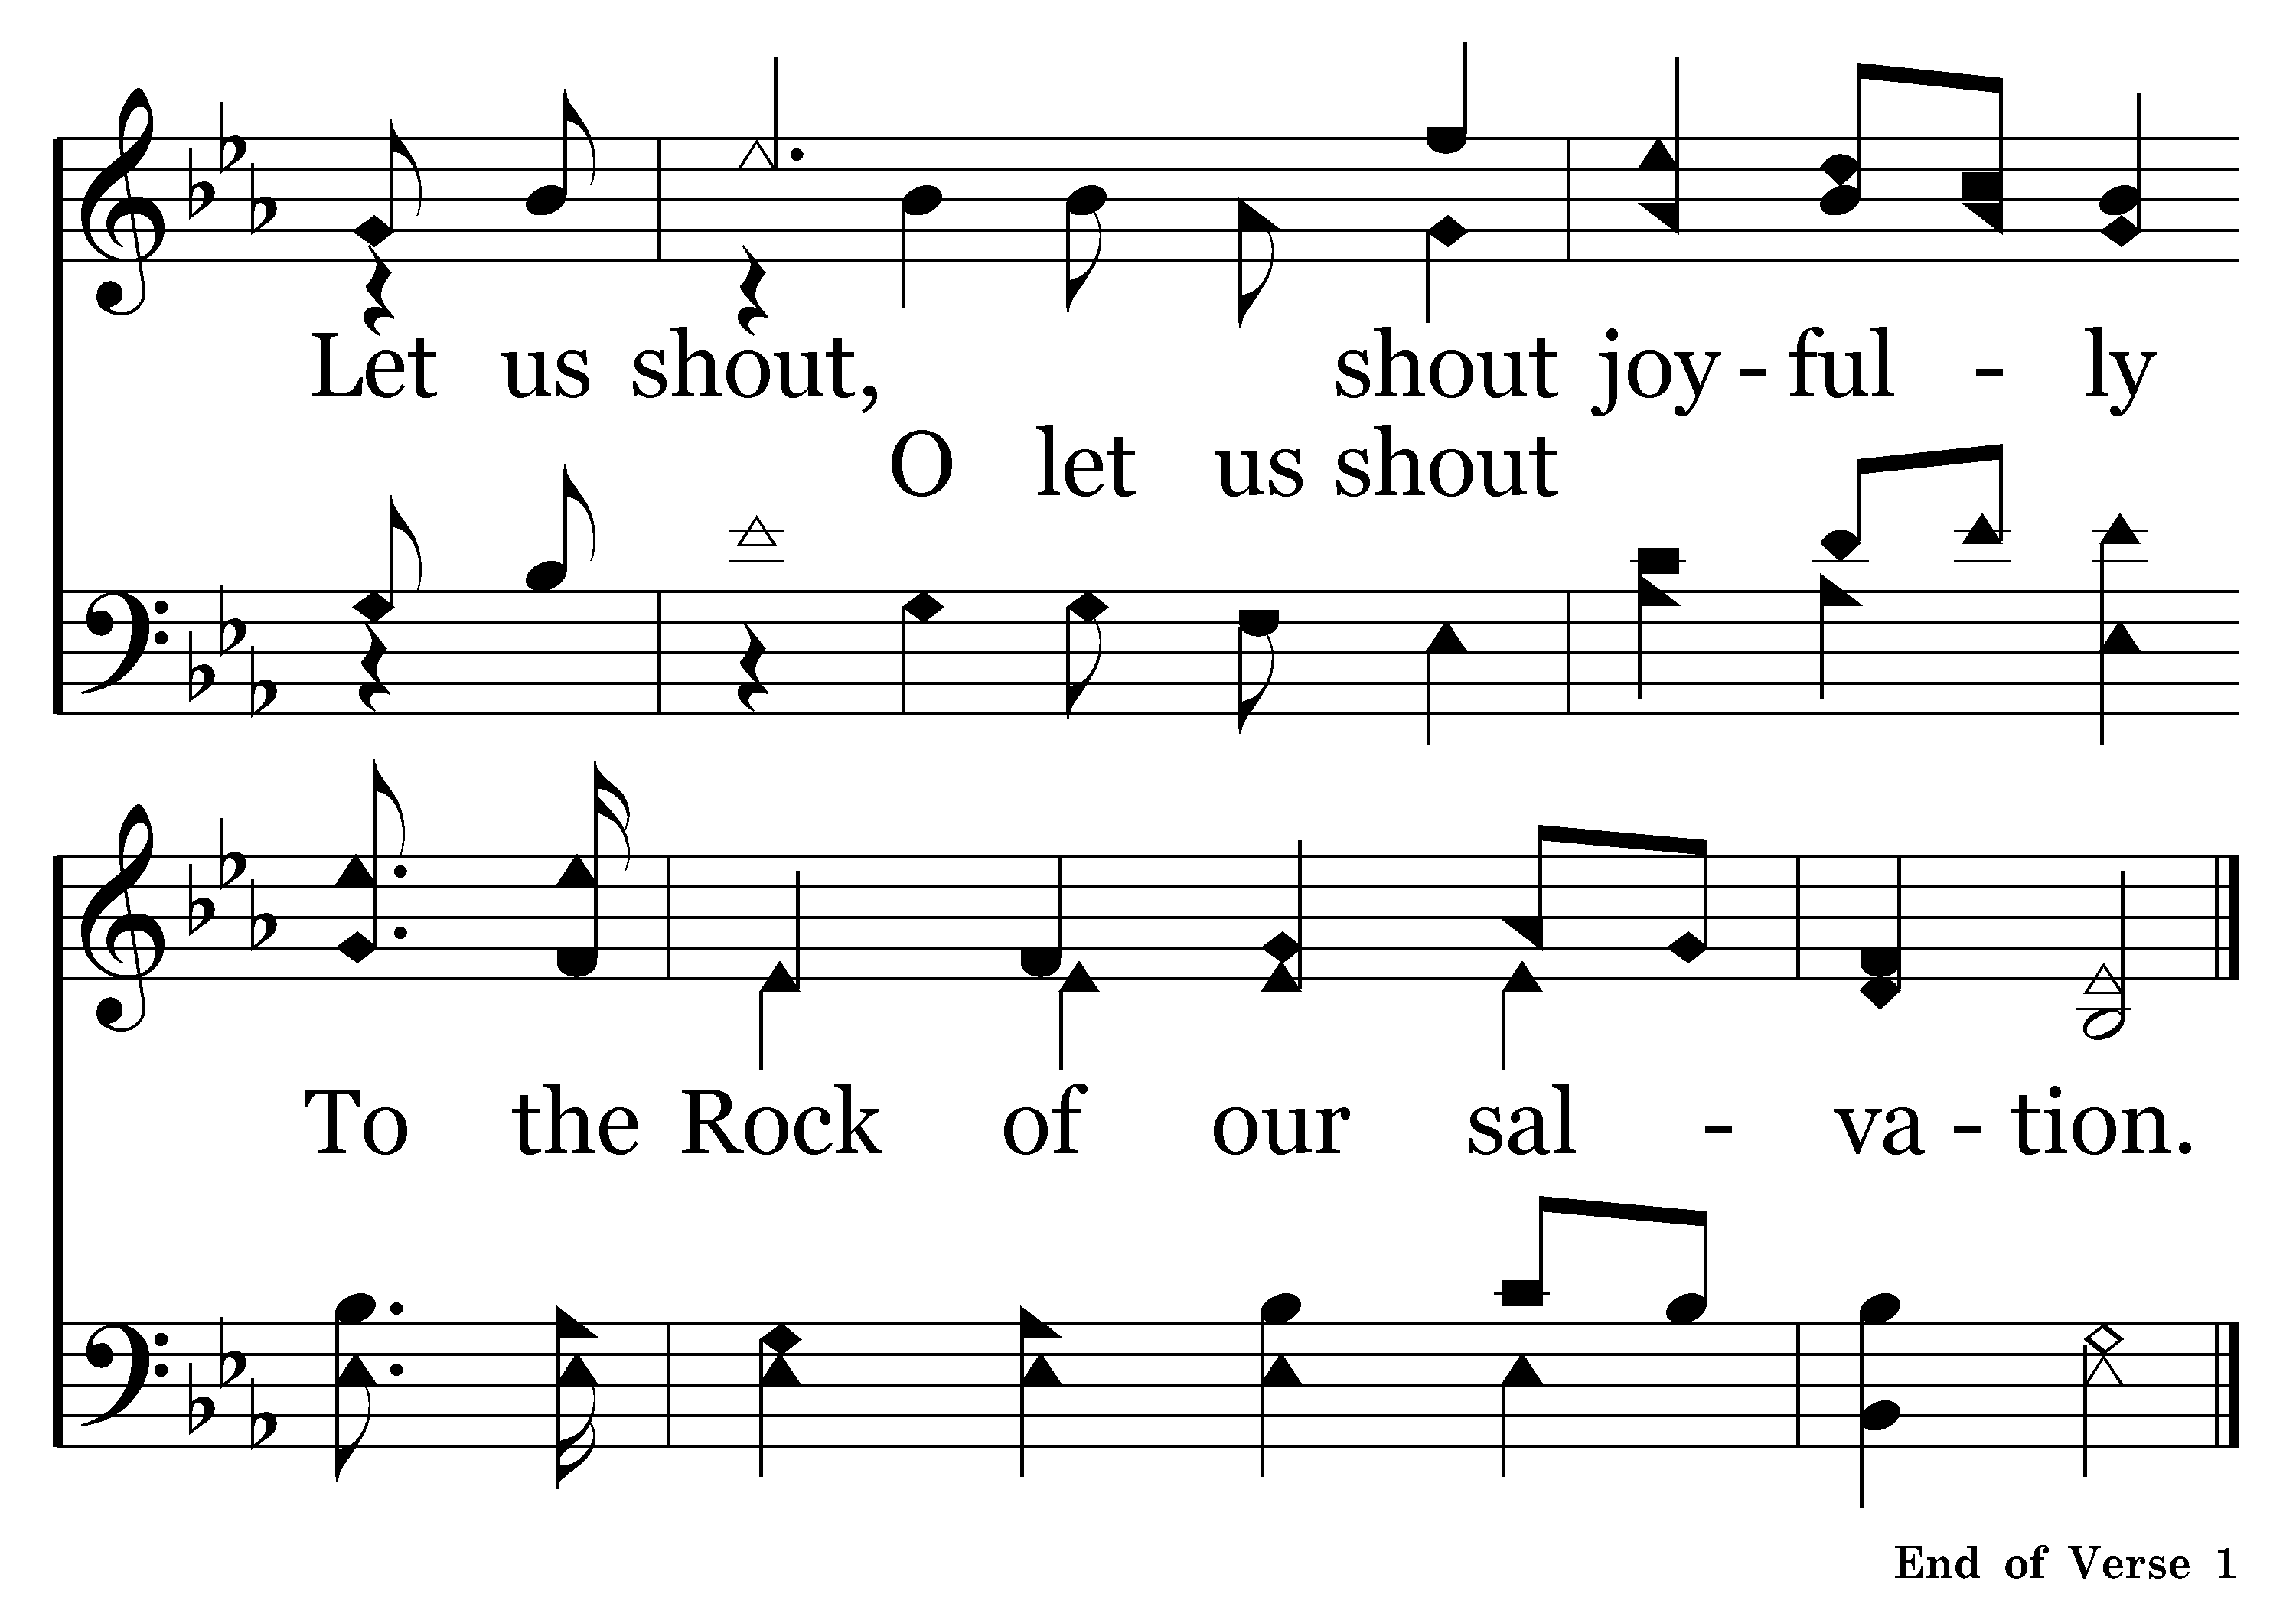 Let us shout, shout joy - ful - ly
O let us shout
To the Rock of our sal - va - tion.
End of Verse 1